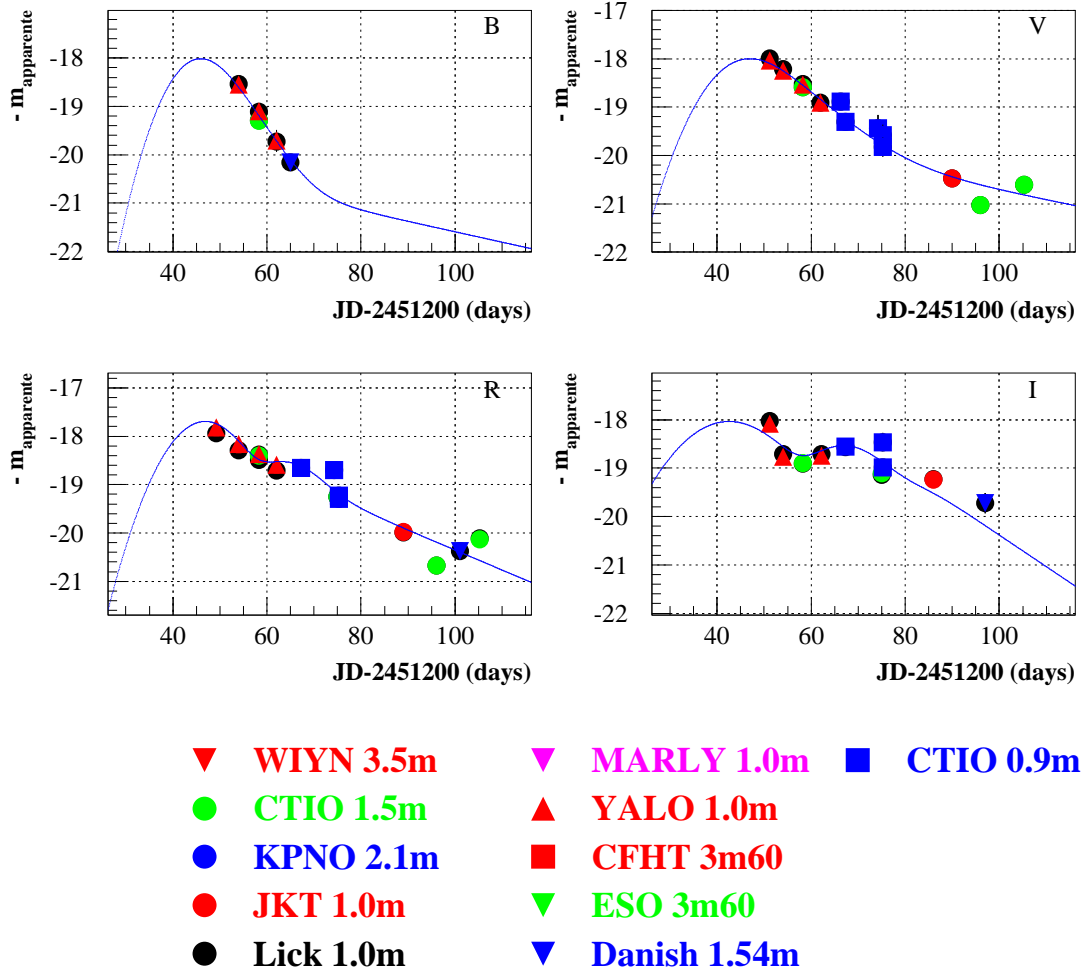 B
- m apparente
-18
-19
-20
-21
-22
40 60 80 100
JD-2451200 (days)
V
- m apparente
-17
-18
-19
-20
-21
-22
40 60 80 100
JD-2451200 (days)
R
- m apparente
-17
-18
-19
-20
-21
40 60 80 100
JD-2451200 (days)
I
- m apparente
-18
-19
-20
-21
-22
40 60 80 100
JD-2451200 (days)
WIYN 3.5m MARLY 1.0m CTIO 0.9m
CTIO 1.5m YALO 1.0m
KPNO 2.1m CFHT 3m60
JKT 1.0m ESO 3m60
Lick 1.0m Danish 1.54m